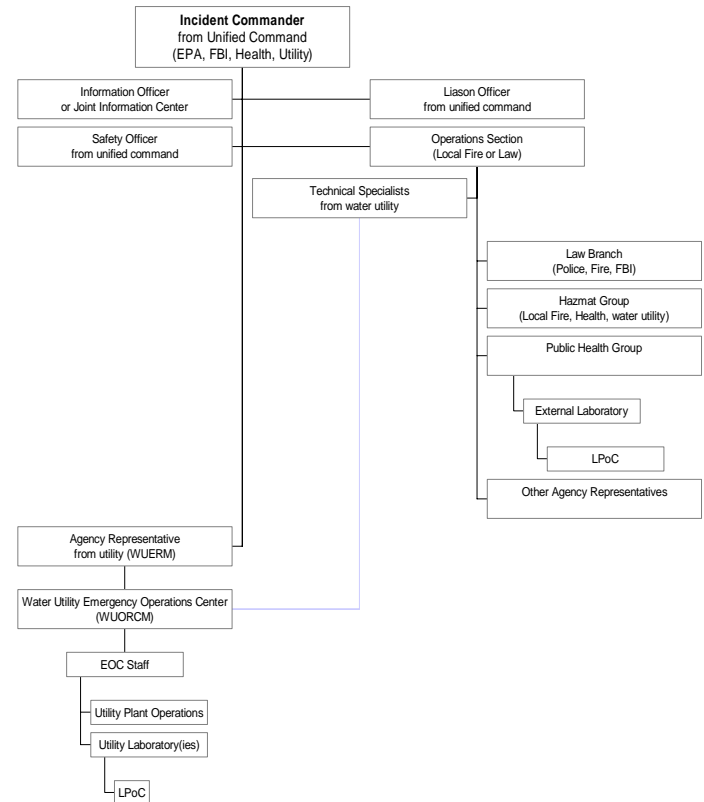 Incident Commander
from Unified Command
(EPA, FBI, Health, Utility)
Information Officer
or Joint Information Center
Liason Officer
from unified command
Safety Officer
from unified command
Operations Section
(Local Fire or Law)
Technical Specialists
from water utility
Law Branch
(Police, Fire, FBI)
Hazmat Group
(Local Fire, Health, water utility)
Public Health Group
External Laboratory
LPoC
Other Agency Representatives
Agency Representative
from utility (WUERM)
Water Utility Emergency Operations Center
(WUORCM)
EOC Staff
Utility Plant Operations
Utility Laboratory(ies)
LPoC